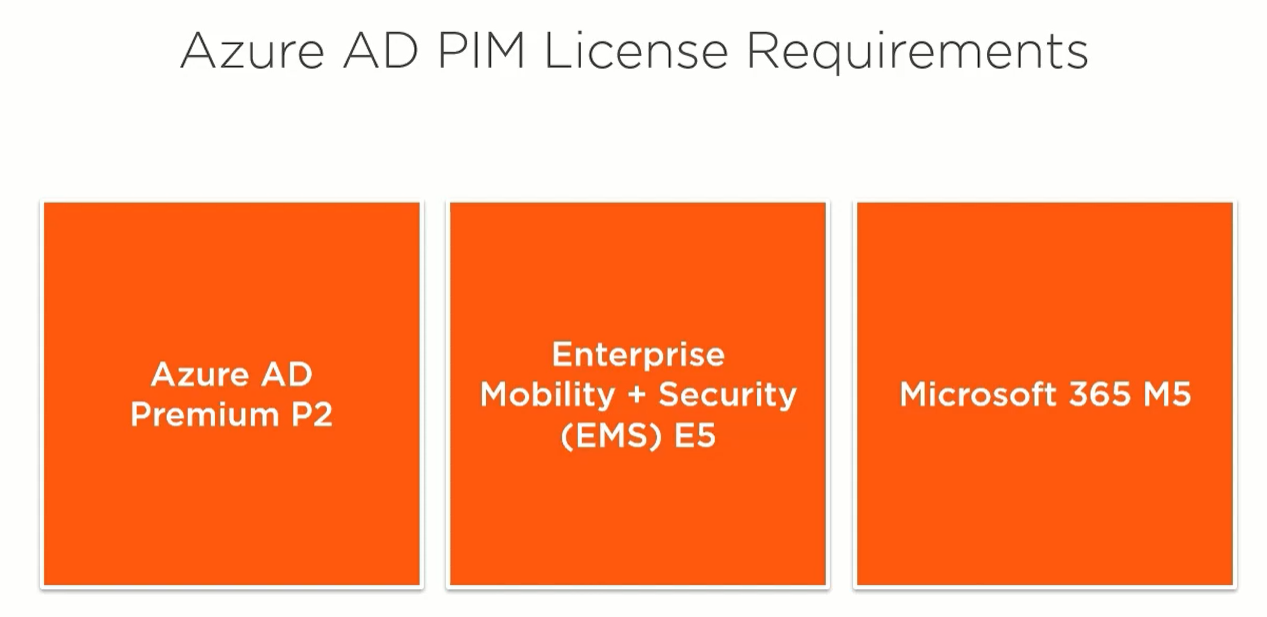 Azure AD PIM License Requirements
Azure AD
Premium P2
Enterprise
Mobility + Security
(EMS) E5
Microsoft 365 M5